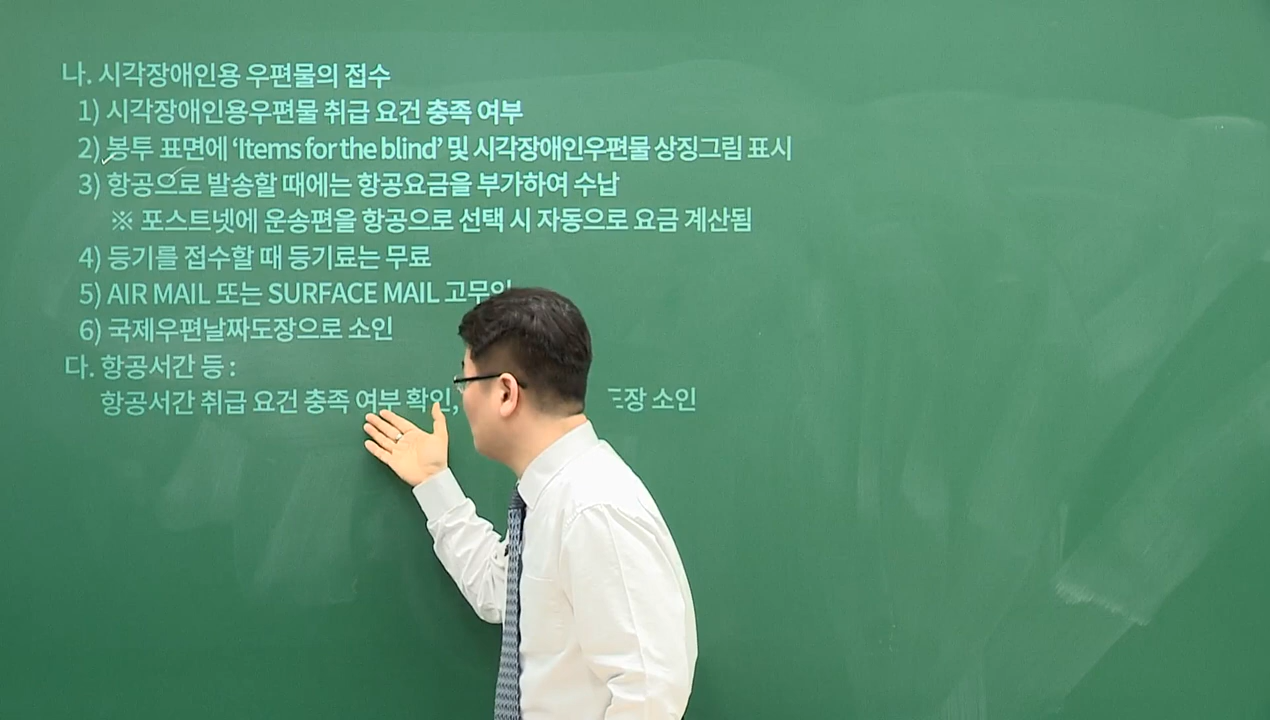 나. 시각장애인용 우편물의 접수
1) 시각장애인용우편물 취급 요건 충족 여부
2) 봉투 표면에 ‘Items for the blind’ 및 시각장애인우편물 상징그림 표시
3) 항공으로 발송할 때에는 항공요금을 부가하여 수납
※ 포스트넷에 운송편을 항공으로 선택 시 자동으로 요금 계산됨
4) 등기를 접수할 때 등기료는 무료
5) AIR MAIL 또는 SURFACE MAIL
6) 국제우편날짜도장으로 소인
다. 항공서간 등 :
항공서간 취급 요건 충족 여부 확인, 소인